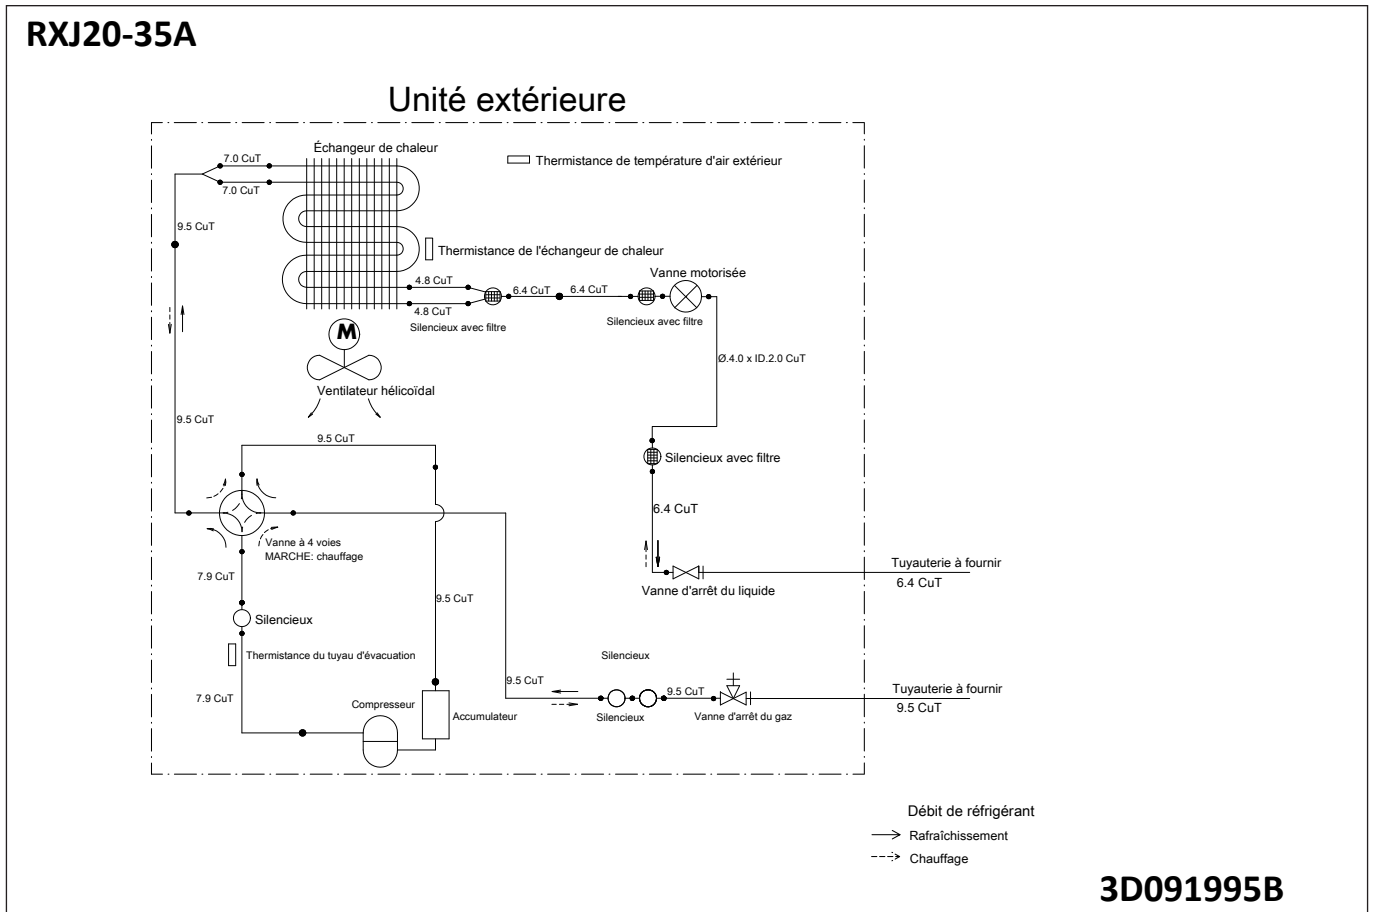 RXJ20-35A
Unité extérieure
Échangeur de chaleur
7.0 CuT
Thermistance de température d'air extérieur
7.0 CuT
9.5 CuT
Thermistance de l'échangeur de chaleur
Vanne motorisée
4.8 CuT
6.4 CuT
6.4 CuT
4.8 CuT
Silencieux avec filtre
Silencieux avec filtre
M
Ø.4.0 x ID.2.0 CuT
Ventilateur hélicoïdal
9.5 CuT
9.5 CuT
Silencieux avec filtre
6.4 CuT
Vanne à 4 voies
MARCHE: chauffage
Tuyauterie à fournir
6.4 CuT
7.9 CuT
Vanne d'arrêt du liquide
9.5 CuT
Silencieux
Thermistance du tuyau d'évacuation
Silencieux
9.5 CuT
9.5 CuT
Tuyauterie à fournir
9.5 CuT
7.9 CuT
Compresseur
Accumulateur
Silencieux
Vanne d'arrêt du gaz
Débit de réfrigérant
Rafraîchissement
Chauffage
3D091995B